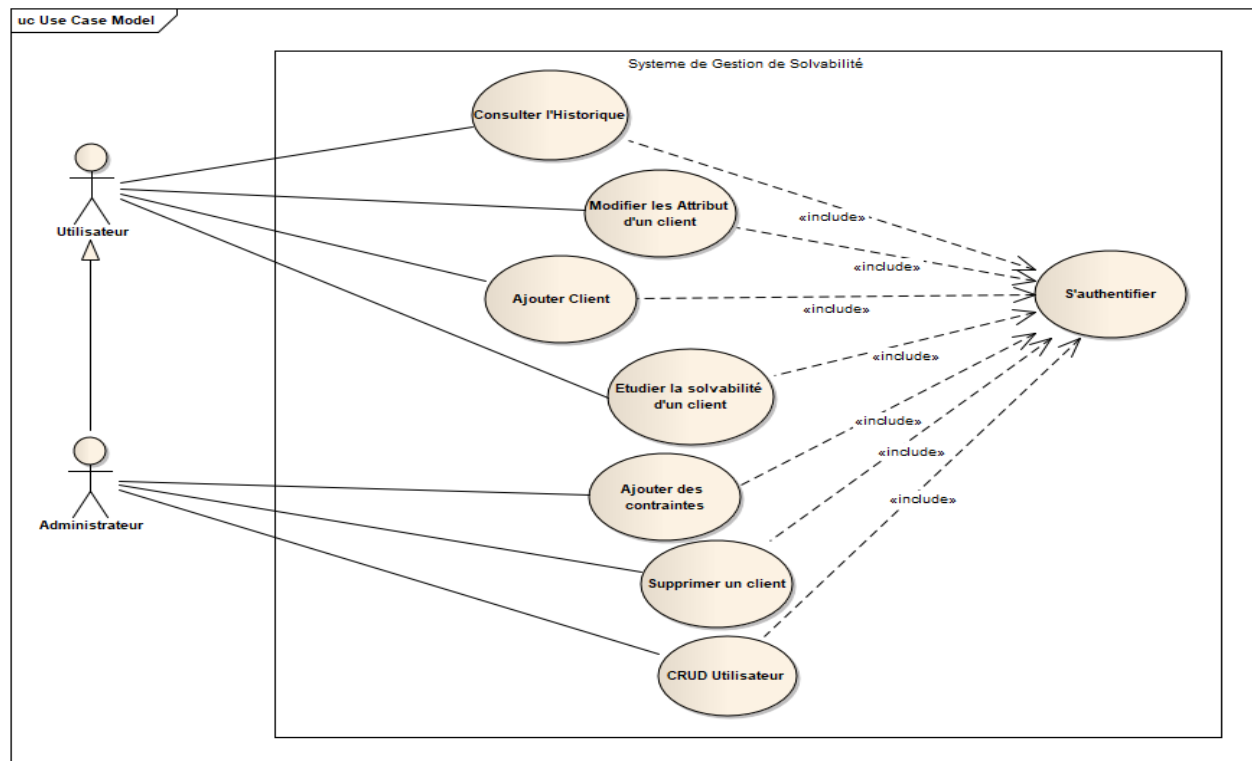 uc Use Case Model
Systeme de Gestion de Solvabilité
Consulter l'Historique
Modifier les Attribut
d'un client
«include»
Utilisateur
«include»
Ajouter Client
«include»
S'authentifier
«include»
Etudier la solvabilité
d'un client
«include»
«include»
Ajouter des
contraintes
«include»
Administrateur
Supprimer un client
CRUD Utilisateur